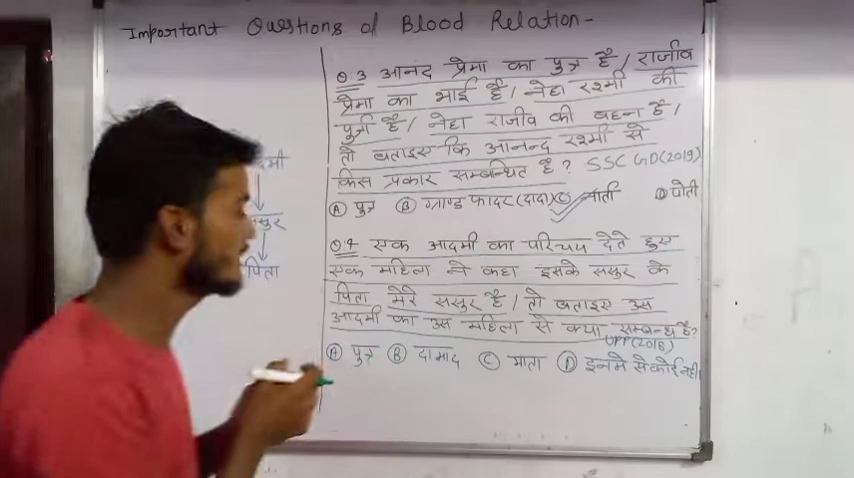 Important Questions of Blood Relation -
Q.3 आनन्द प्रेमा का पुत्र है / राजीव
प्रेमा का भाई है / नेहा रश्मी की
पुत्री है / नेहा राजीव की बहन है /
तो बताइए कि आनन्द रश्मी से
किस प्रकार सम्बन्धित है ? SSC GD(2019)
(A) पुत्र (B) ग्राण्ड फादर (दादा) (C) नाती (D) पोती
Q.4 एक आदमी का परिचय देते हुए
एक महिला ने कहा इसके ससुर के
पिता मेरे ससुर है / तो बताइए उस
आदमी का उस महिला से क्या सम्बन्ध है?
UPP(2018)
(A) पुत्र (B) दामाद (C) माता (D) इनमे से कोई नही
पिता